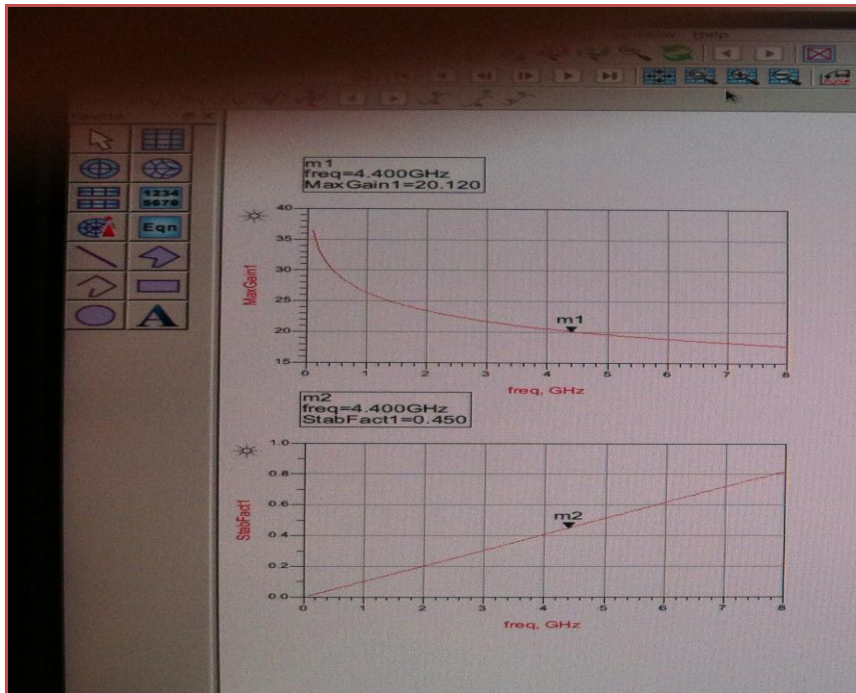 Help
Palette
1234
5678
Eqn
A
m1
freq=4.400GHz
MaxGain1=20.120
40
35
30
25
20
15
MaxGain1
m1
0 1 2 3 4 5 6 7 8
freq, GHz
m2
freq=4.400GHz
StabFact1=0.450
1.0
0.8
0.6
0.4
0.2
0.0
StabFact1
m2
0 1 2 3 4 5 6 7 8
freq, GHz